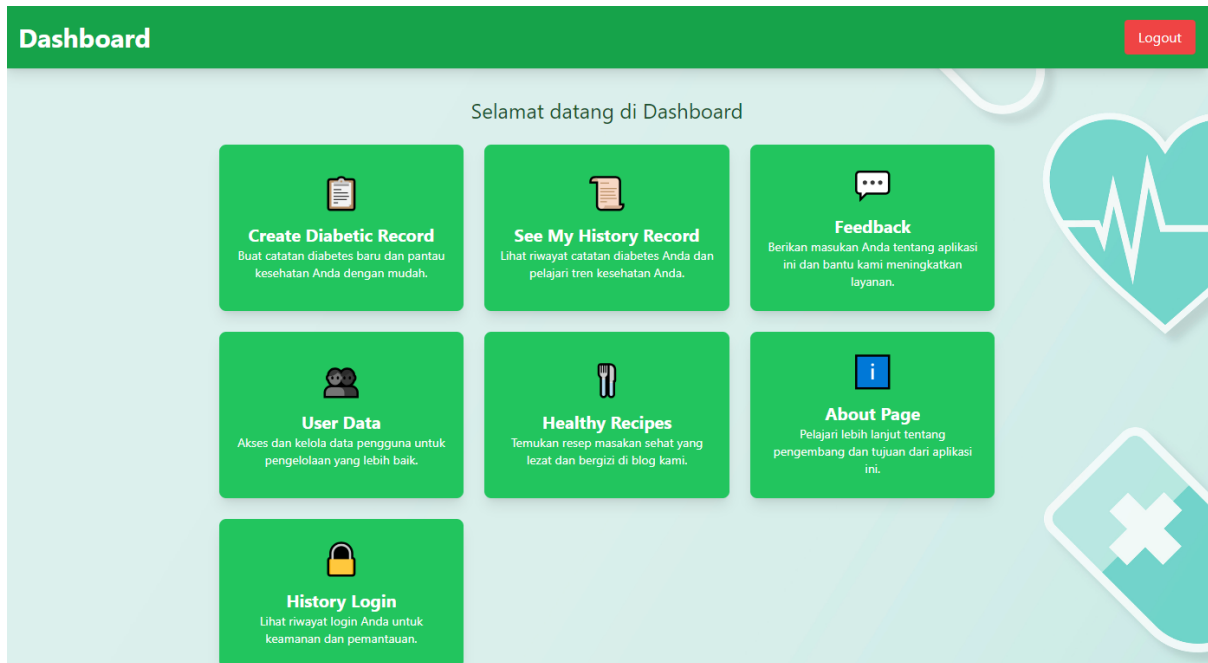 Dashboard
Logout
Selamat datang di Dashboard
Create Diabetic Record
Buat catatan diabetes baru dan pantau
kesehatan Anda dengan mudah.
See My History Record
Lihat riwayat catatan diabetes Anda dan
pelajari tren kesehatan Anda.
Feedback
Berikan masukan Anda tentang aplikasi
ini dan bantu kami meningkatkan
layanan.
User Data
Akses dan kelola data pengguna untuk
pengelolaan yang lebih baik.
Healthy Recipes
Temukan resep masakan sehat yang
lezat dan bergizi di blog kami.
i
About Page
Pelajari lebih lanjut tentang
pengembang dan tujuan dari aplikasi
ini.
History Login
Lihat riwayat login Anda untuk
keamanan dan pemantauan.